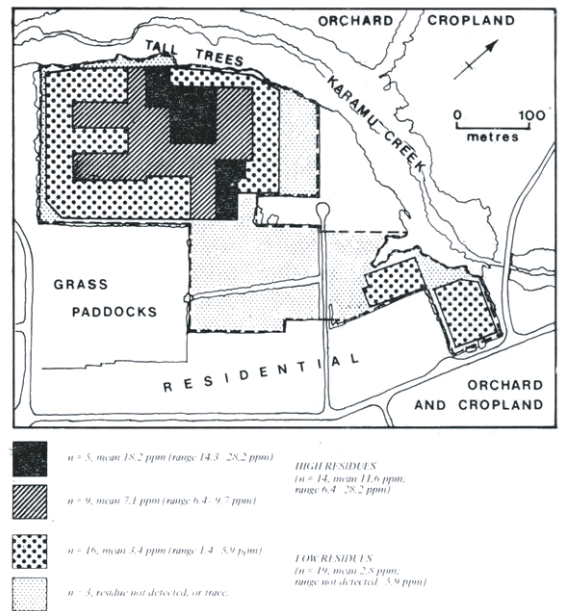 ORCHARD CROPLAND
TALL TREES
KARAMU CREEK
0 100
metres
GRASS
PADDOCKS
RESIDENTIAL
ORCHARD
AND CROPLAND
n = 5, mean 18.2 ppm (range 14.3 - 28.2 ppm)
HIGH RESIDUES
(n = 14, mean 11.6 ppm;
range 6.4 - 28.2 ppm)
n = 9, mean 7.1 ppm (range 6.4 - 9.7 ppm)
n = 16, mean 3.4 ppm (range 1.4 - 5.9 ppm)
LOW RESIDUES
(n = 19, mean 2.8 ppm;
range not detected - 5.9 ppm)
n = 3, residue not detected, or trace.